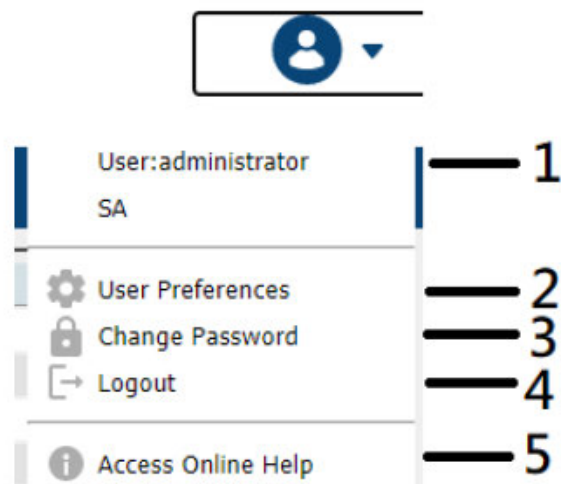 User:administrator 1
SA
User Preferences 2
Change Password 3
Logout 4
Access Online Help 5